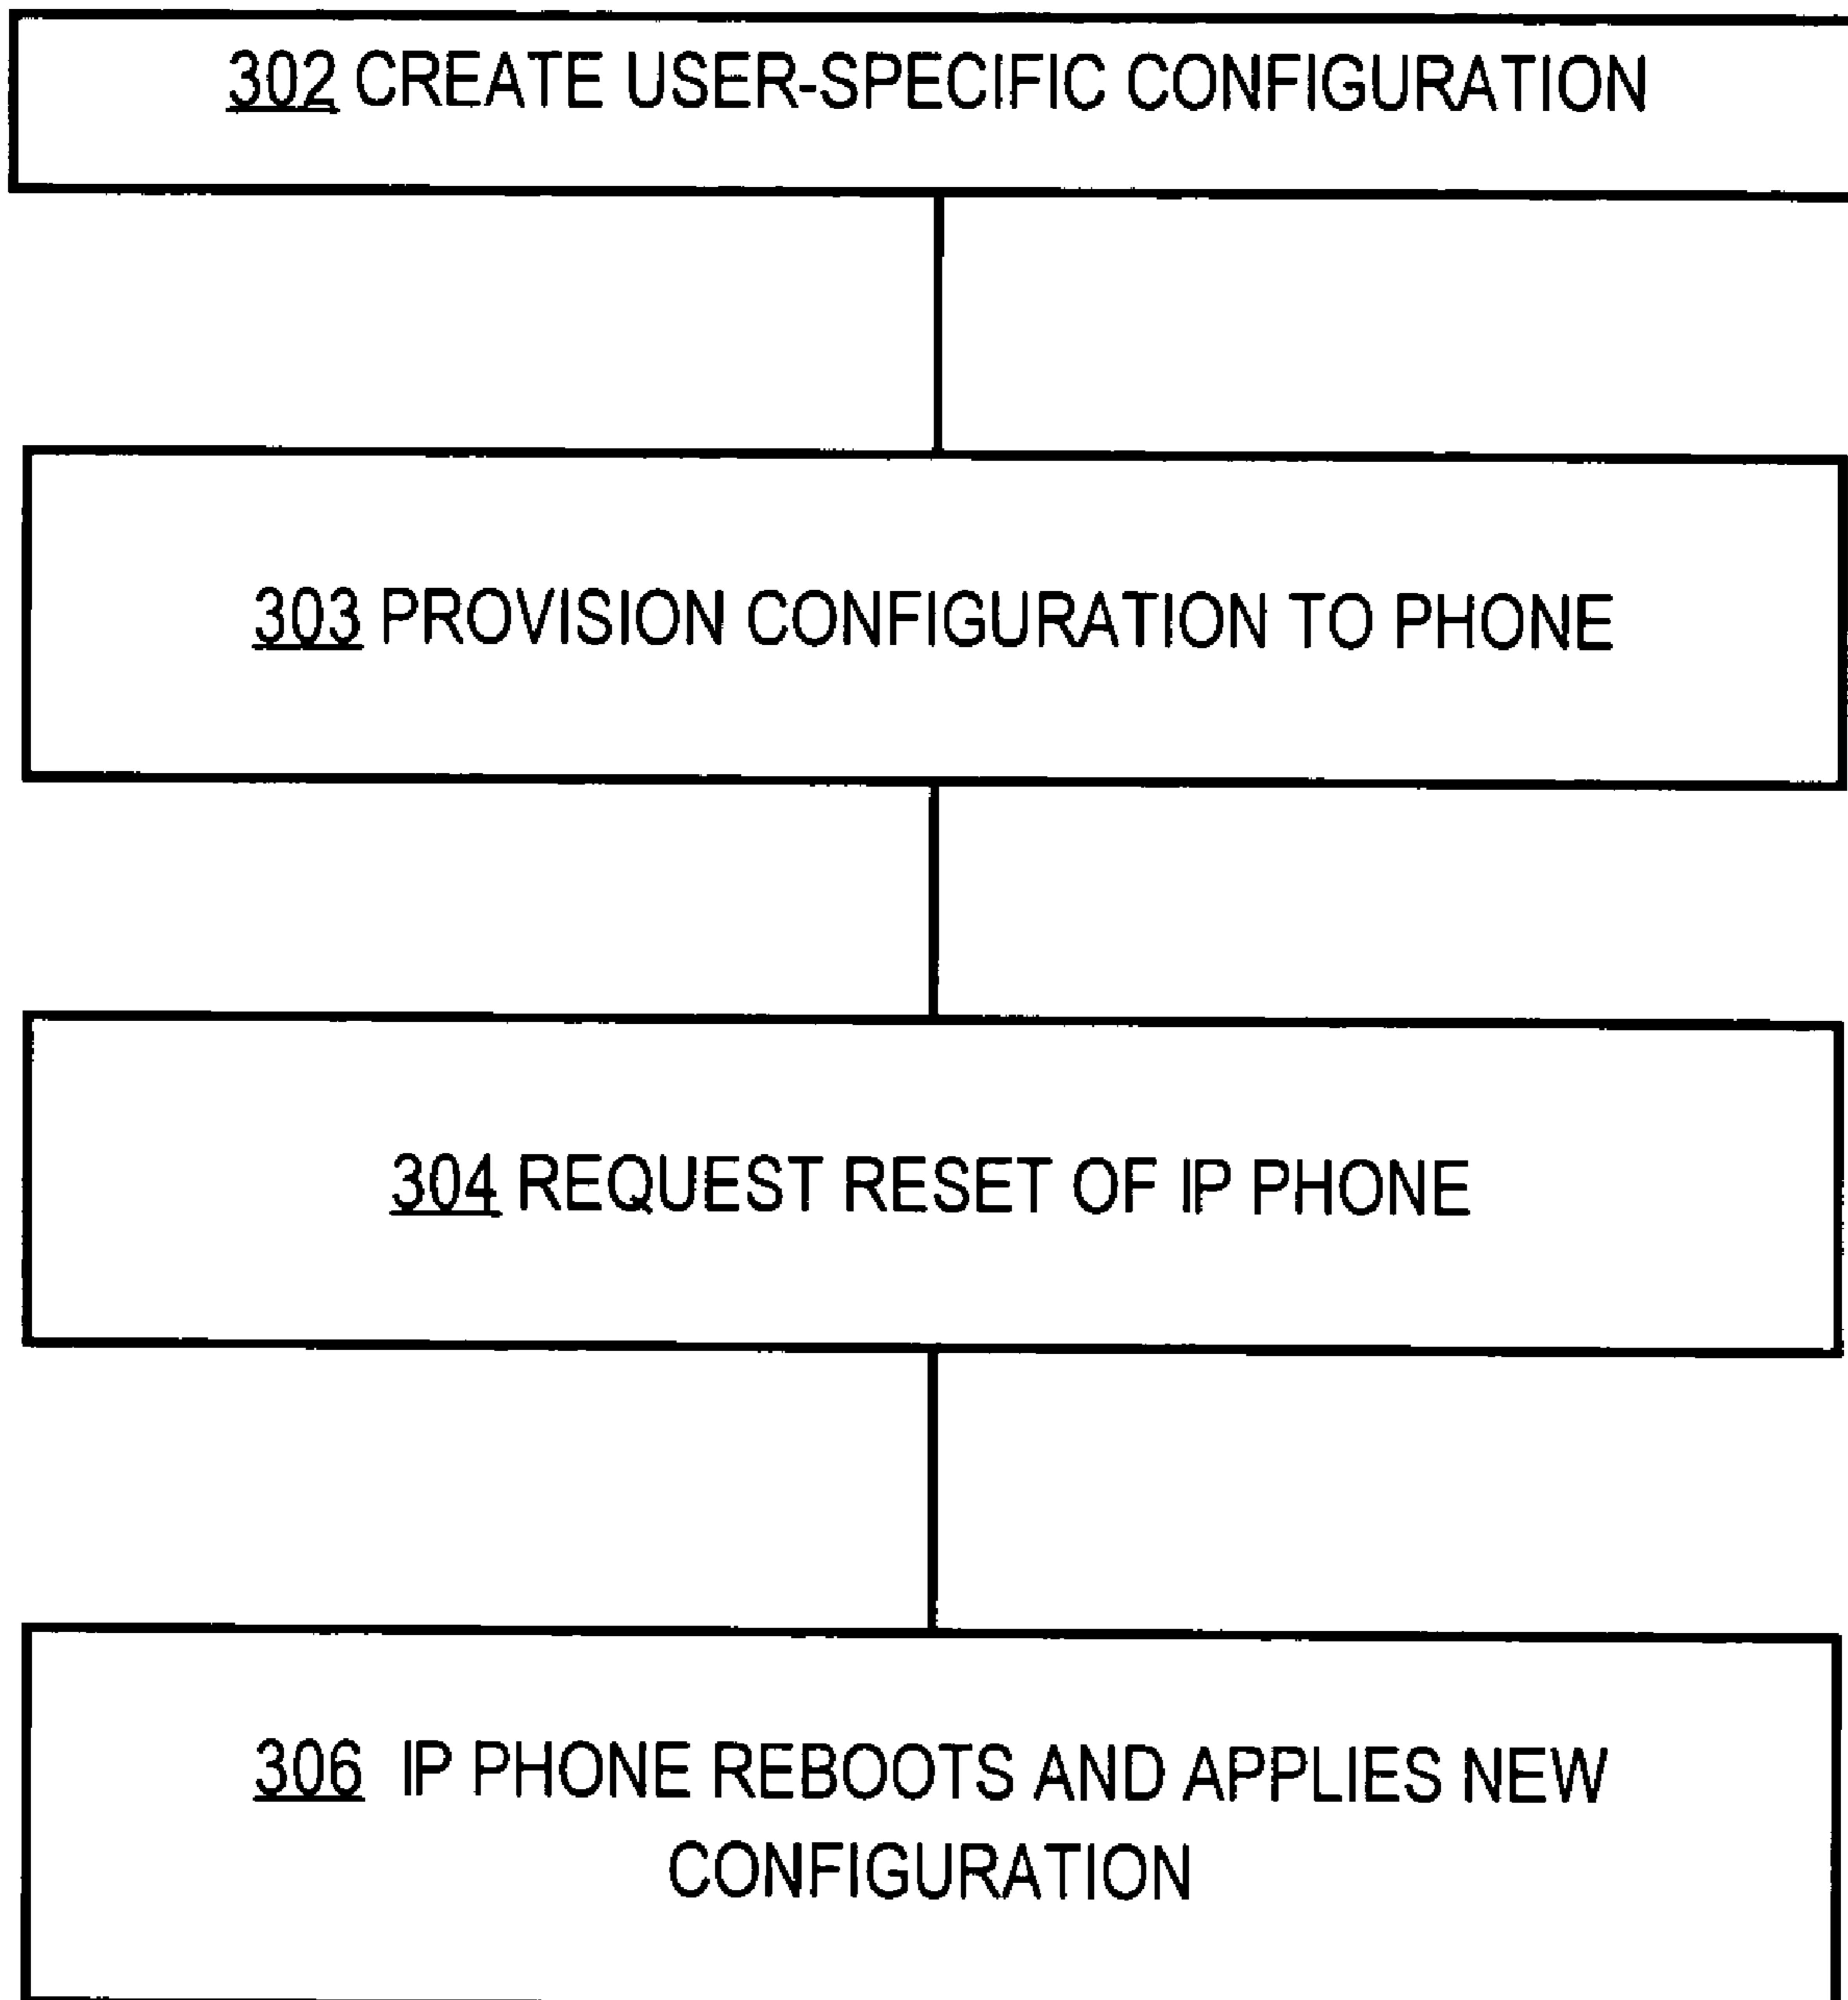 302 CREATE USER-SPECIFIC CONFIGURATION
303 PROVISION CONFIGURATION TO PHONE
304 REQUEST RESET OF IP PHONE
306 IP PHONE REBOOTS AND APPLIES NEW
CONFIGURATION